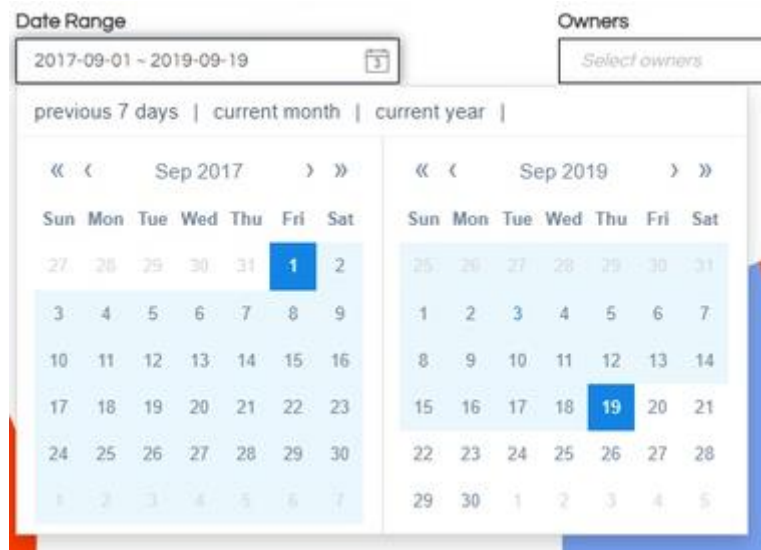 Date Range
Owners
2017-09-01 ~ 2019-09-19
Select owners
previous 7 days | current month | current year |
« ‹ Sep 2017 › »
Sun Mon Tue Wed Thu Fri Sat
27 28 29 30 31 1 2
3 4 5 6 7 8 9
10 11 12 13 14 15 16
17 18 19 20 21 22 23
24 25 26 27 28 29 30
1 2 3 4 5 6 7
« ‹ Sep 2019 › »
Sun Mon Tue Wed Thu Fri Sat
25 26 27 28 29 30 31
1 2 3 4 5 6 7
8 9 10 11 12 13 14
15 16 17 18 19 20 21
22 23 24 25 26 27 28
29 30 1 2 3 4 5